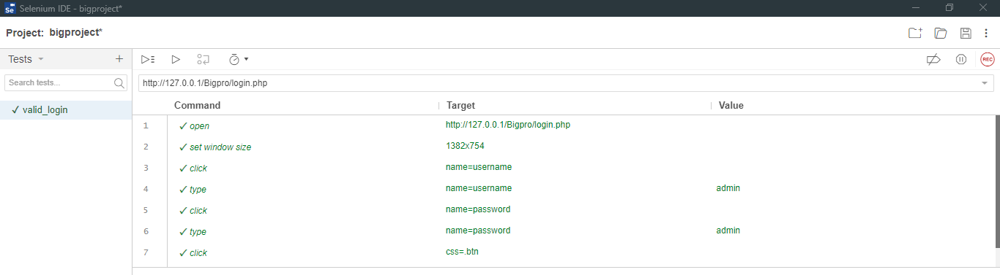 Se Selenium IDE - bigproject*
Project: bigproject*
Tests
Search tests...
✓ valid_login
REC
http://127.0.0.1/Bigpro/login.php
Command Target Value
1 ✓ open http://127.0.0.1/Bigpro/login.php
2 ✓ set window size 1382x754
3 ✓ click name=username
4 ✓ type name=username admin
5 ✓ click name=password
6 ✓ type name=password admin
7 ✓ click css=.btn